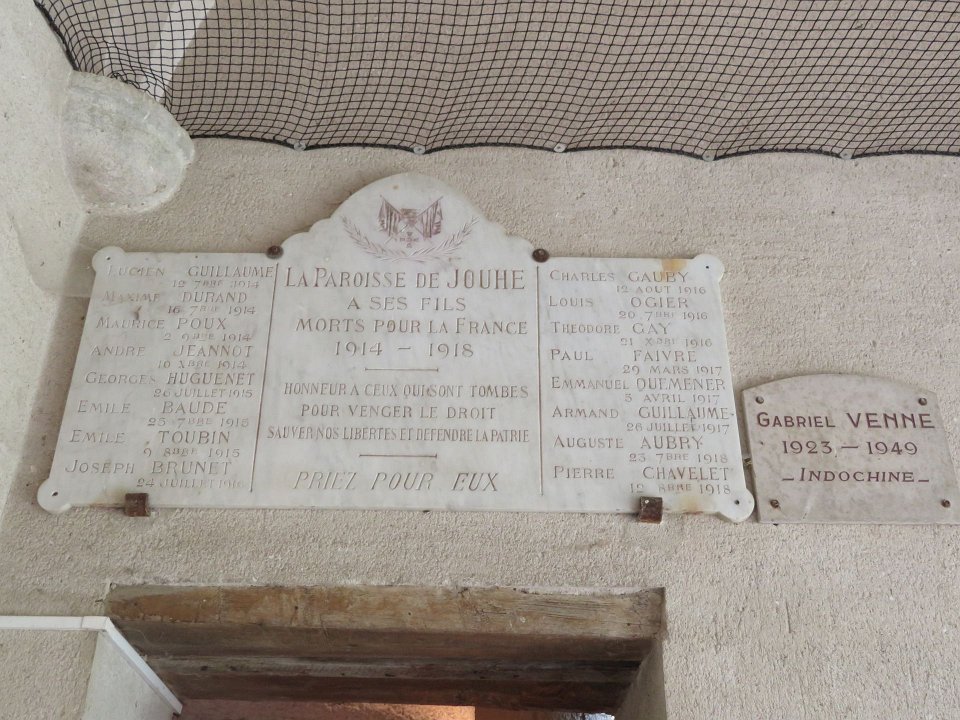 LUCIEN GUILLAUME
12 7BRE 1914
MAXIME DURAND
16 7BRE 1914
MAURICE POUX
2 9BRE 1914
ANDRE JEANNOT
10 XBRE 1914
GEORGES HUGUENET
26 JUILLET 1915
EMILE BAUDE
25 7BRE 1915
EMILE TOUBIN
9 8BRE 1915
JOSEPH BRUNET
24 JUILLET 1916
LA PAROISSE DE JOUHE
A SES FILS
MORTS POUR LA FRANCE
1914 – 1918
HONNEUR A CEUX QUI SONT TOMBES
POUR VENGER LE DROIT
SAUVER NOS LIBERTES ET DEFENDRE LA PATRIE
PRIEZ POUR EUX
CHARLES GAUBY
12 AOUT 1916
LOUIS OGIER
20 7BRE 1916
THEODORE GAY
21 XBRE 1916
PAUL FAIVRE
29 MARS 1917
EMMANUEL QUEMENER
3 AVRIL 1917
ARMAND GUILLAUME
26 JUILLET 1917
AUGUSTE AUBRY
23 7BRE 1918
PIERRE CHAVELET
12 8BRE 1918
GABRIEL VENNE
1923 – 1949
– INDOCHINE –